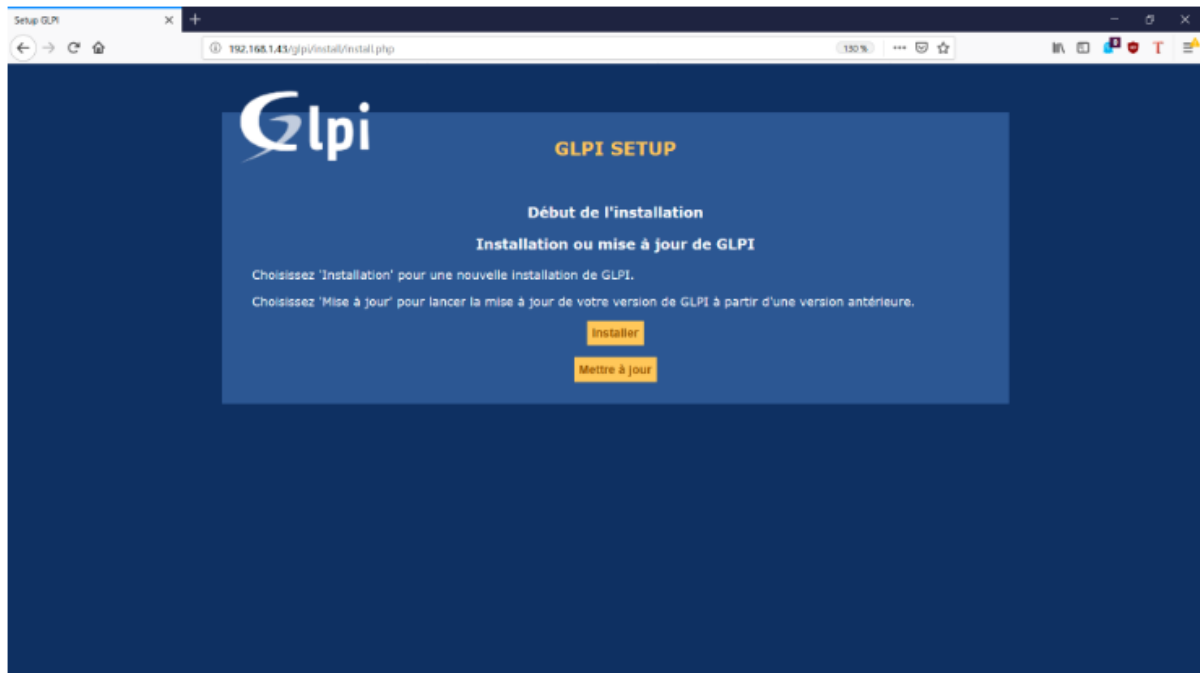 Setup GLPI
192.168.1.43/glpi/install/install.php
130 %
Glpi
GLPI SETUP
Début de l'installation
Installation ou mise à jour de GLPI
Choisissez 'Installation' pour une nouvelle installation de GLPI.
Choisissez 'Mise à jour' pour lancer la mise à jour de votre version de GLPI à partir d'une version antérieure.
Installer
Mettre à jour